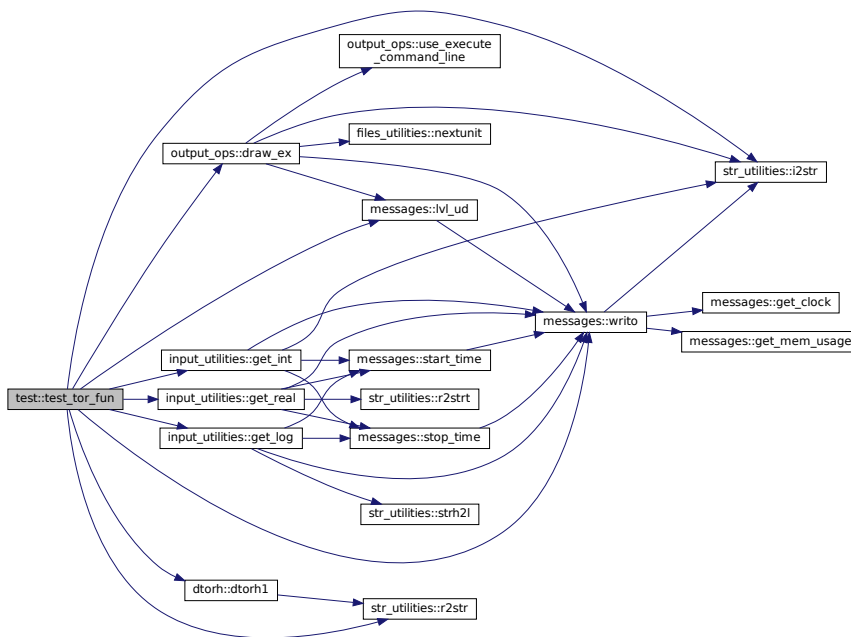 output_ops::use_execute
_command_line
files_utilities::nextunit
output_ops::draw_ex
str_utilities::i2str
messages::lvl_ud
messages::get_clock
messages::writo
messages::get_mem_usage
input_utilities::get_int
messages::start_time
test::test_tor_fun
input_utilities::get_real
str_utilities::r2strt
input_utilities::get_log
messages::stop_time
str_utilities::strh2l
dtorh::dtorh1
str_utilities::r2str